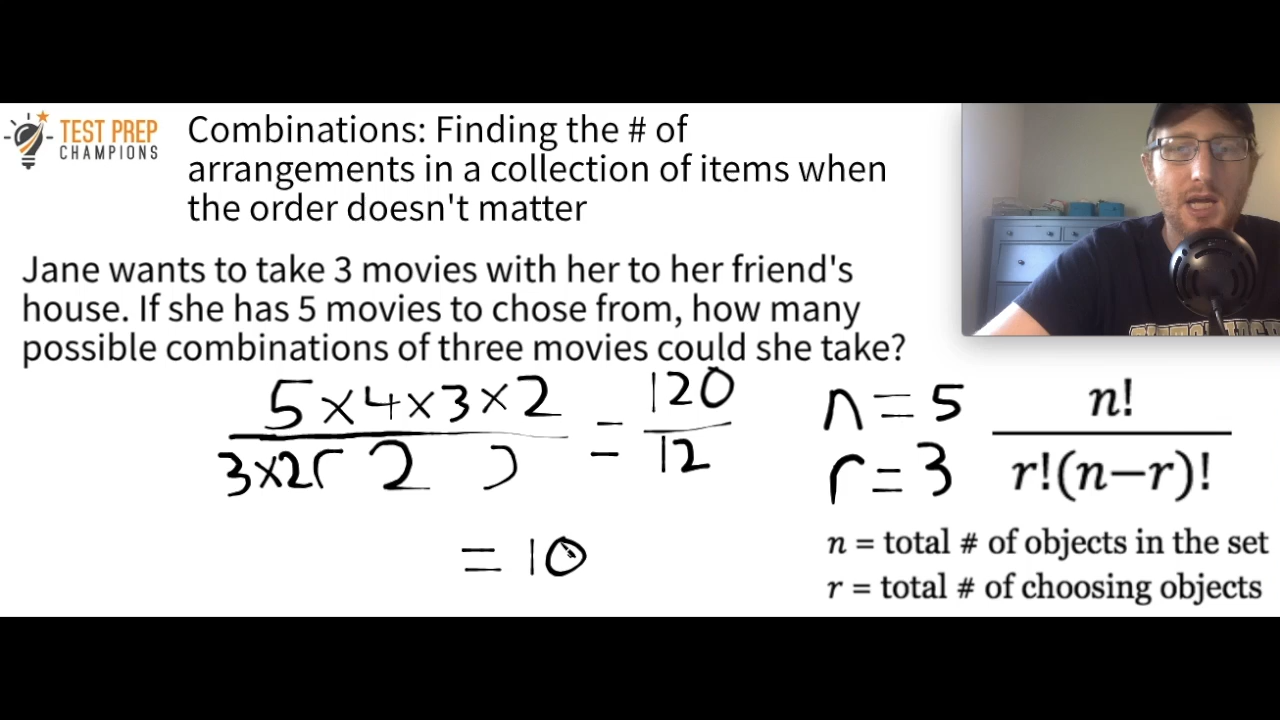 TEST PREP
CHAMPIONS
Combinations: Finding the # of
arrangements in a collection of items when
the order doesn't matter
Jane wants to take 3 movies with her to her friend's
house. If she has 5 movies to chose from, how many
possible combinations of three movies could she take?
5×4×3×2 = 120
3×2( 2 ) 12
= 10
n=5
r=3
n!
r!(n−r)!
n = total # of objects in the set
r = total # of choosing objects